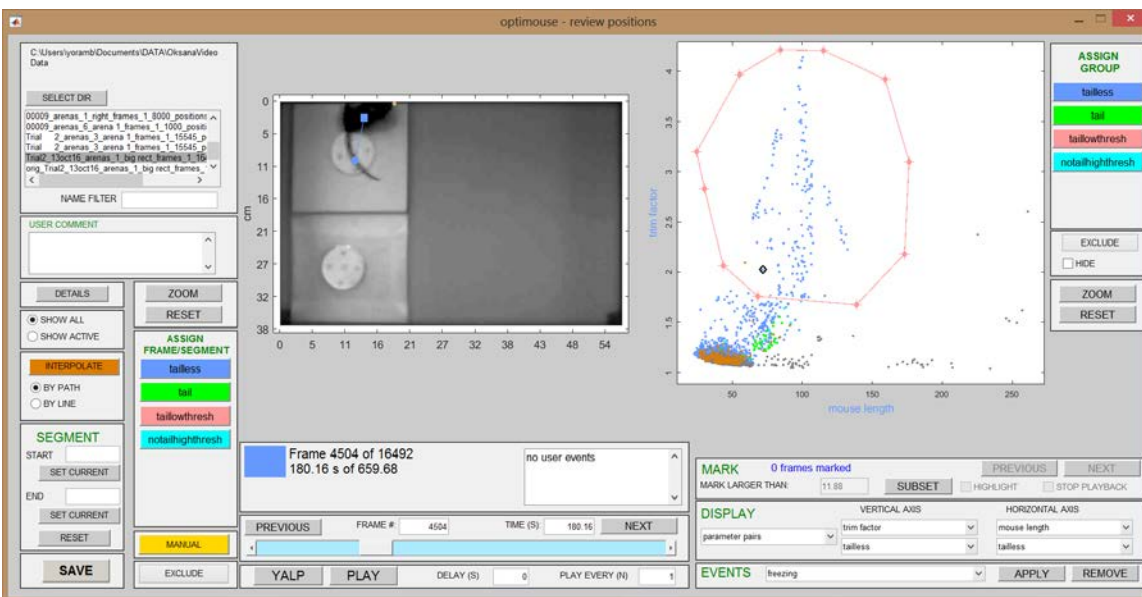 optimouse - review positions
C:\Users\yoramb\Documents\DATA\OksanaVideo
Data
SELECT DIR
00009_arenas_1_right_frames_1_8000_positions
00009_arenas_6_arena 1_frames_1_1000_positi
Trial 2_arenas_3_arena 1_frames_1_15545_p
Trial 2_arenas_3_arena 1_frames_1_15545_p
Trial2_13oct16_arenas_1_big rect_frames_1_16
orig_Trial2_13oct16_arenas_1_big rect_frames_
NAME FILTER
USER COMMENT
DETAILS
SHOW ALL
SHOW ACTIVE
INTERPOLATE
BY PATH
BY LINE
SEGMENT
START
SET CURRENT
END
SET CURRENT
RESET
SAVE
ZOOM
RESET
ASSIGN
FRAME/SEGMENT
tailless
tail
taillowthresh
notailhighthresh
MANUAL
EXCLUDE
cm
0
5
11
16
21
27
32
38
0 5 11 16 22 27 32 38 43 48 54
trim factor
4
3.5
3
2.5
2
1.5
1
50 100 150 200 250
mouse length
ASSIGN
GROUP
tailless
tail
taillowthresh
notailhighthresh
EXCLUDE
HIDE
ZOOM
RESET
Frame 4504 of 16492
180.16 s of 659.68
no user events
PREVIOUS FRAME #: 4504 TIME (S): 180.16 NEXT
YALP PLAY DELAY (S) 0 PLAY EVERY (N) 1
MARK 0 frames marked PREVIOUS NEXT
MARK LARGER THAN: 11.88 SUBSET HIGHLIGHT STOP PLAYBACK
DISPLAY VERTICAL AXIS HORIZONTAL AXIS
parameter pairs trim factor mouse length
tailless tailless
EVENTS freezing APPLY REMOVE